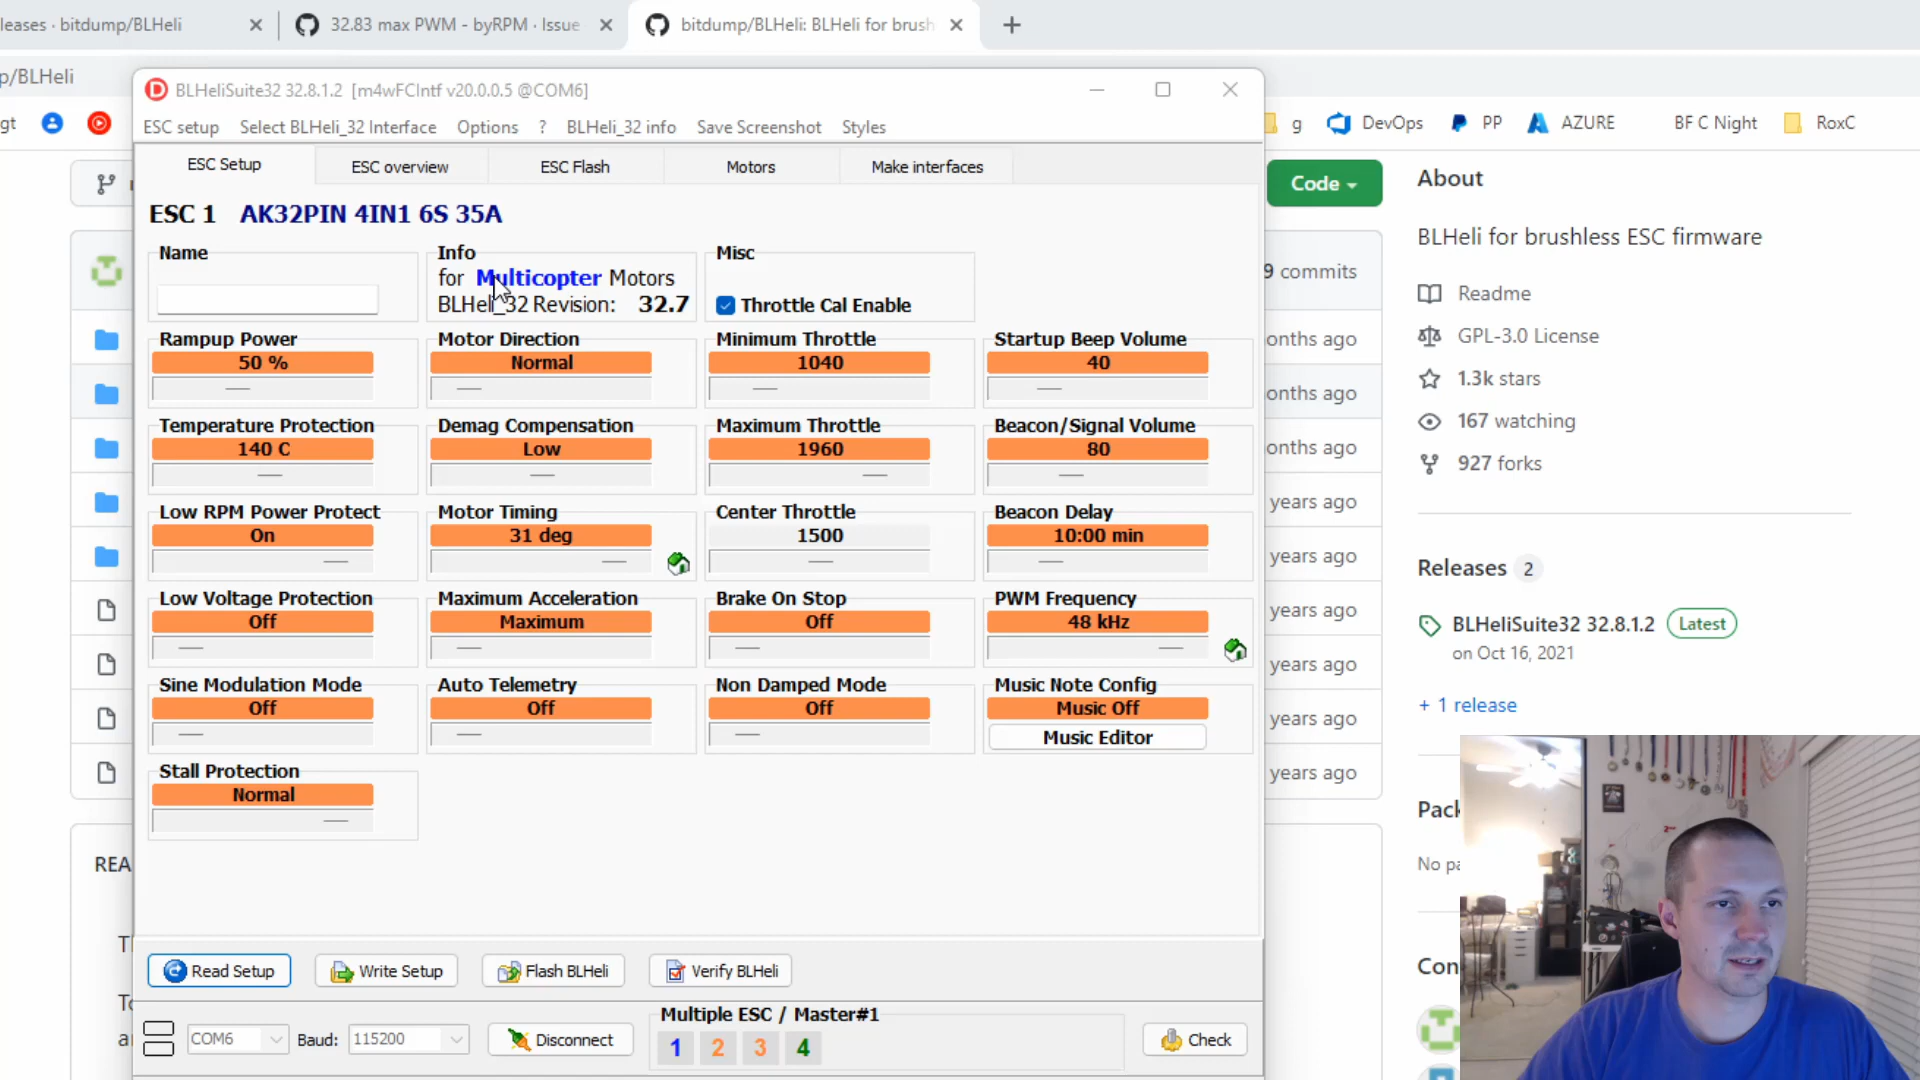 leases · bitdump/BLHeli
32.83 max PWM - byRPM · Issue
bitdump/BLHeli: BLHeli for brush
p/BLHeli
BLHeliSuite32 32.8.1.2 [m4wFCIntf v20.0.0.5 @COM6]
gt
g
DevOps
PP
AZURE
BF C Night
RoxC
ESC setup
Select BLHeli_32 Interface
Options
?
BLHeli_32 info
Save Screenshot
Styles
ESC Setup
ESC overview
ESC Flash
Motors
Make interfaces
ESC 1 AK32PIN 4IN1 6S 35A
Name
Info
for Multicopter Motors
BLHeli_32 Revision: 32.7
Misc
Throttle Cal Enable
Rampup Power
50 %
Motor Direction
Normal
Minimum Throttle
1040
Startup Beep Volume
40
Temperature Protection
140 C
Demag Compensation
Low
Maximum Throttle
1960
Beacon/Signal Volume
80
Low RPM Power Protect
On
Motor Timing
31 deg
Center Throttle
1500
Beacon Delay
10:00 min
Low Voltage Protection
Off
Maximum Acceleration
Maximum
Brake On Stop
Off
PWM Frequency
48 kHz
Sine Modulation Mode
Off
Auto Telemetry
Off
Non Damped Mode
Off
Music Note Config
Music Off
Music Editor
Stall Protection
Normal
Read Setup
Write Setup
Flash BLHeli
Verify BLHeli
COM6
Baud:
115200
Disconnect
Multiple ESC / Master#1
1 2 3 4
Check
REA
Code
9 commits
onths ago
onths ago
onths ago
years ago
years ago
years ago
years ago
years ago
years ago
About
BLHeli for brushless ESC firmware
Readme
GPL-3.0 License
1.3k stars
167 watching
927 forks
Releases 2
BLHeliSuite32 32.8.1.2 Latest
on Oct 16, 2021
+ 1 release
Pack
No pa
Con